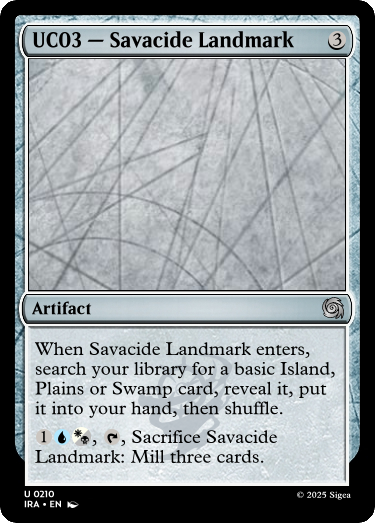 UC03 — Savacide Landmark 3
Artifact
When Savacide Landmark enters,
search your library for a basic Island,
Plains or Swamp card, reveal it, put
it into your hand, then shuffle.
1, , Sacrifice Savacide
Landmark: Mill three cards.
U 0210
IRA • EN
© 2025 Sigea